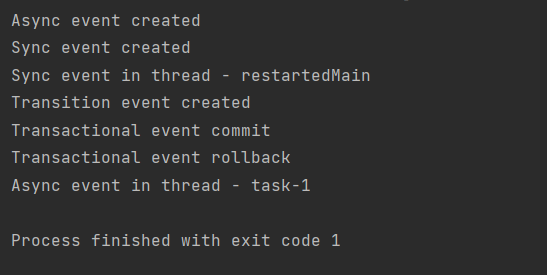 Async event created
Sync event created
Sync event in thread - restartedMain
Transition event created
Transactional event commit
Transactional event rollback
Async event in thread - task-1
Process finished with exit code 1